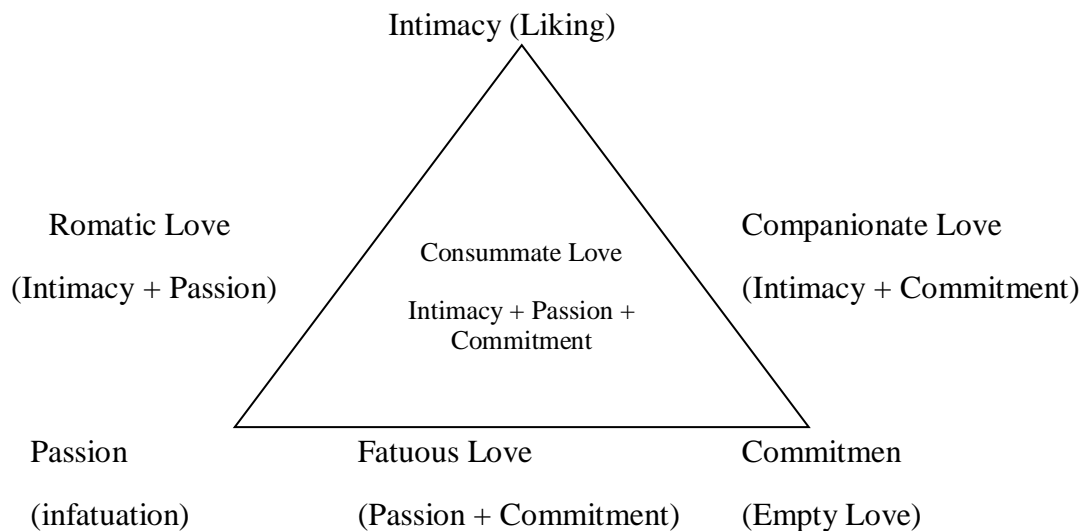 Intimacy (Liking)
Romatic Love
(Intimacy + Passion)
Consummate Love
Intimacy + Passion +
Commitment
Companionate Love
(Intimacy + Commitment)
Passion
(infatuation)
Fatuous Love
(Passion + Commitment)
Commitmen
(Empty Love)